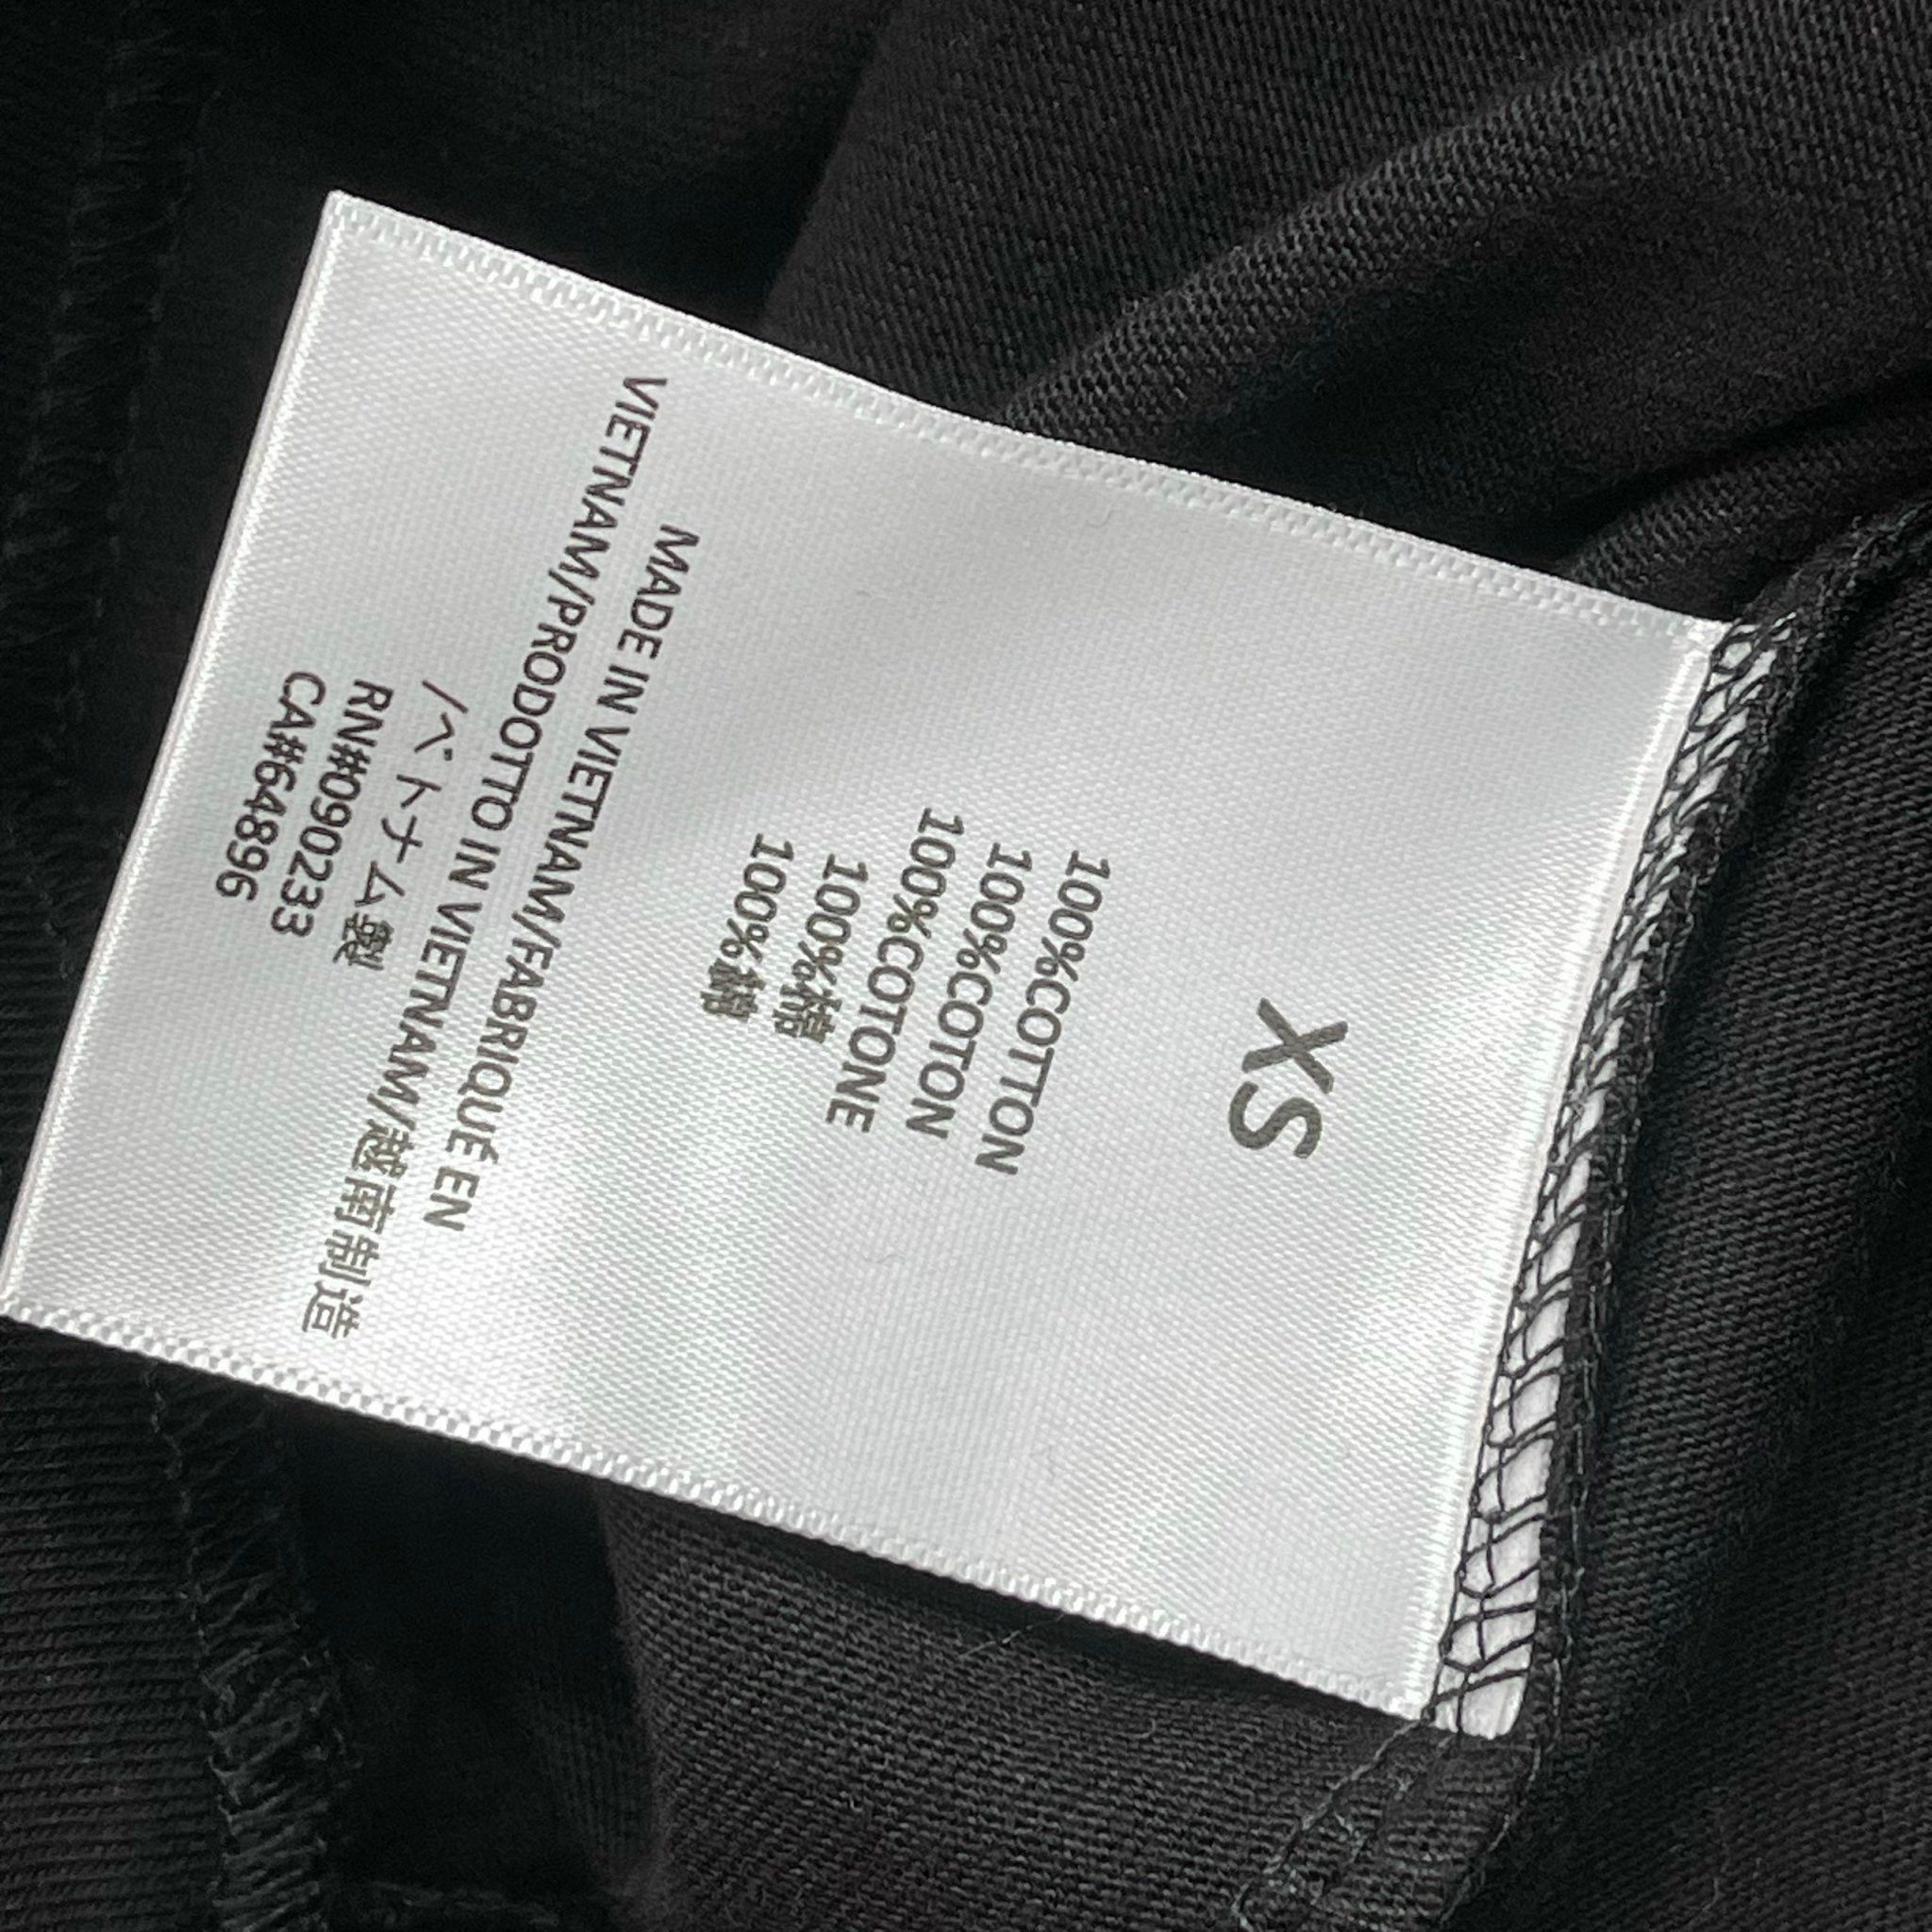 XS
100%COTTON
100%COTON
100%COTONE
100%棉
100%綿
MADE IN VIETNAM/FABRIQUÉ EN
VIETNAM/PRODOTTO IN VIETNAM/越南制造
/ベトナム製
RN#090233
CA#64896